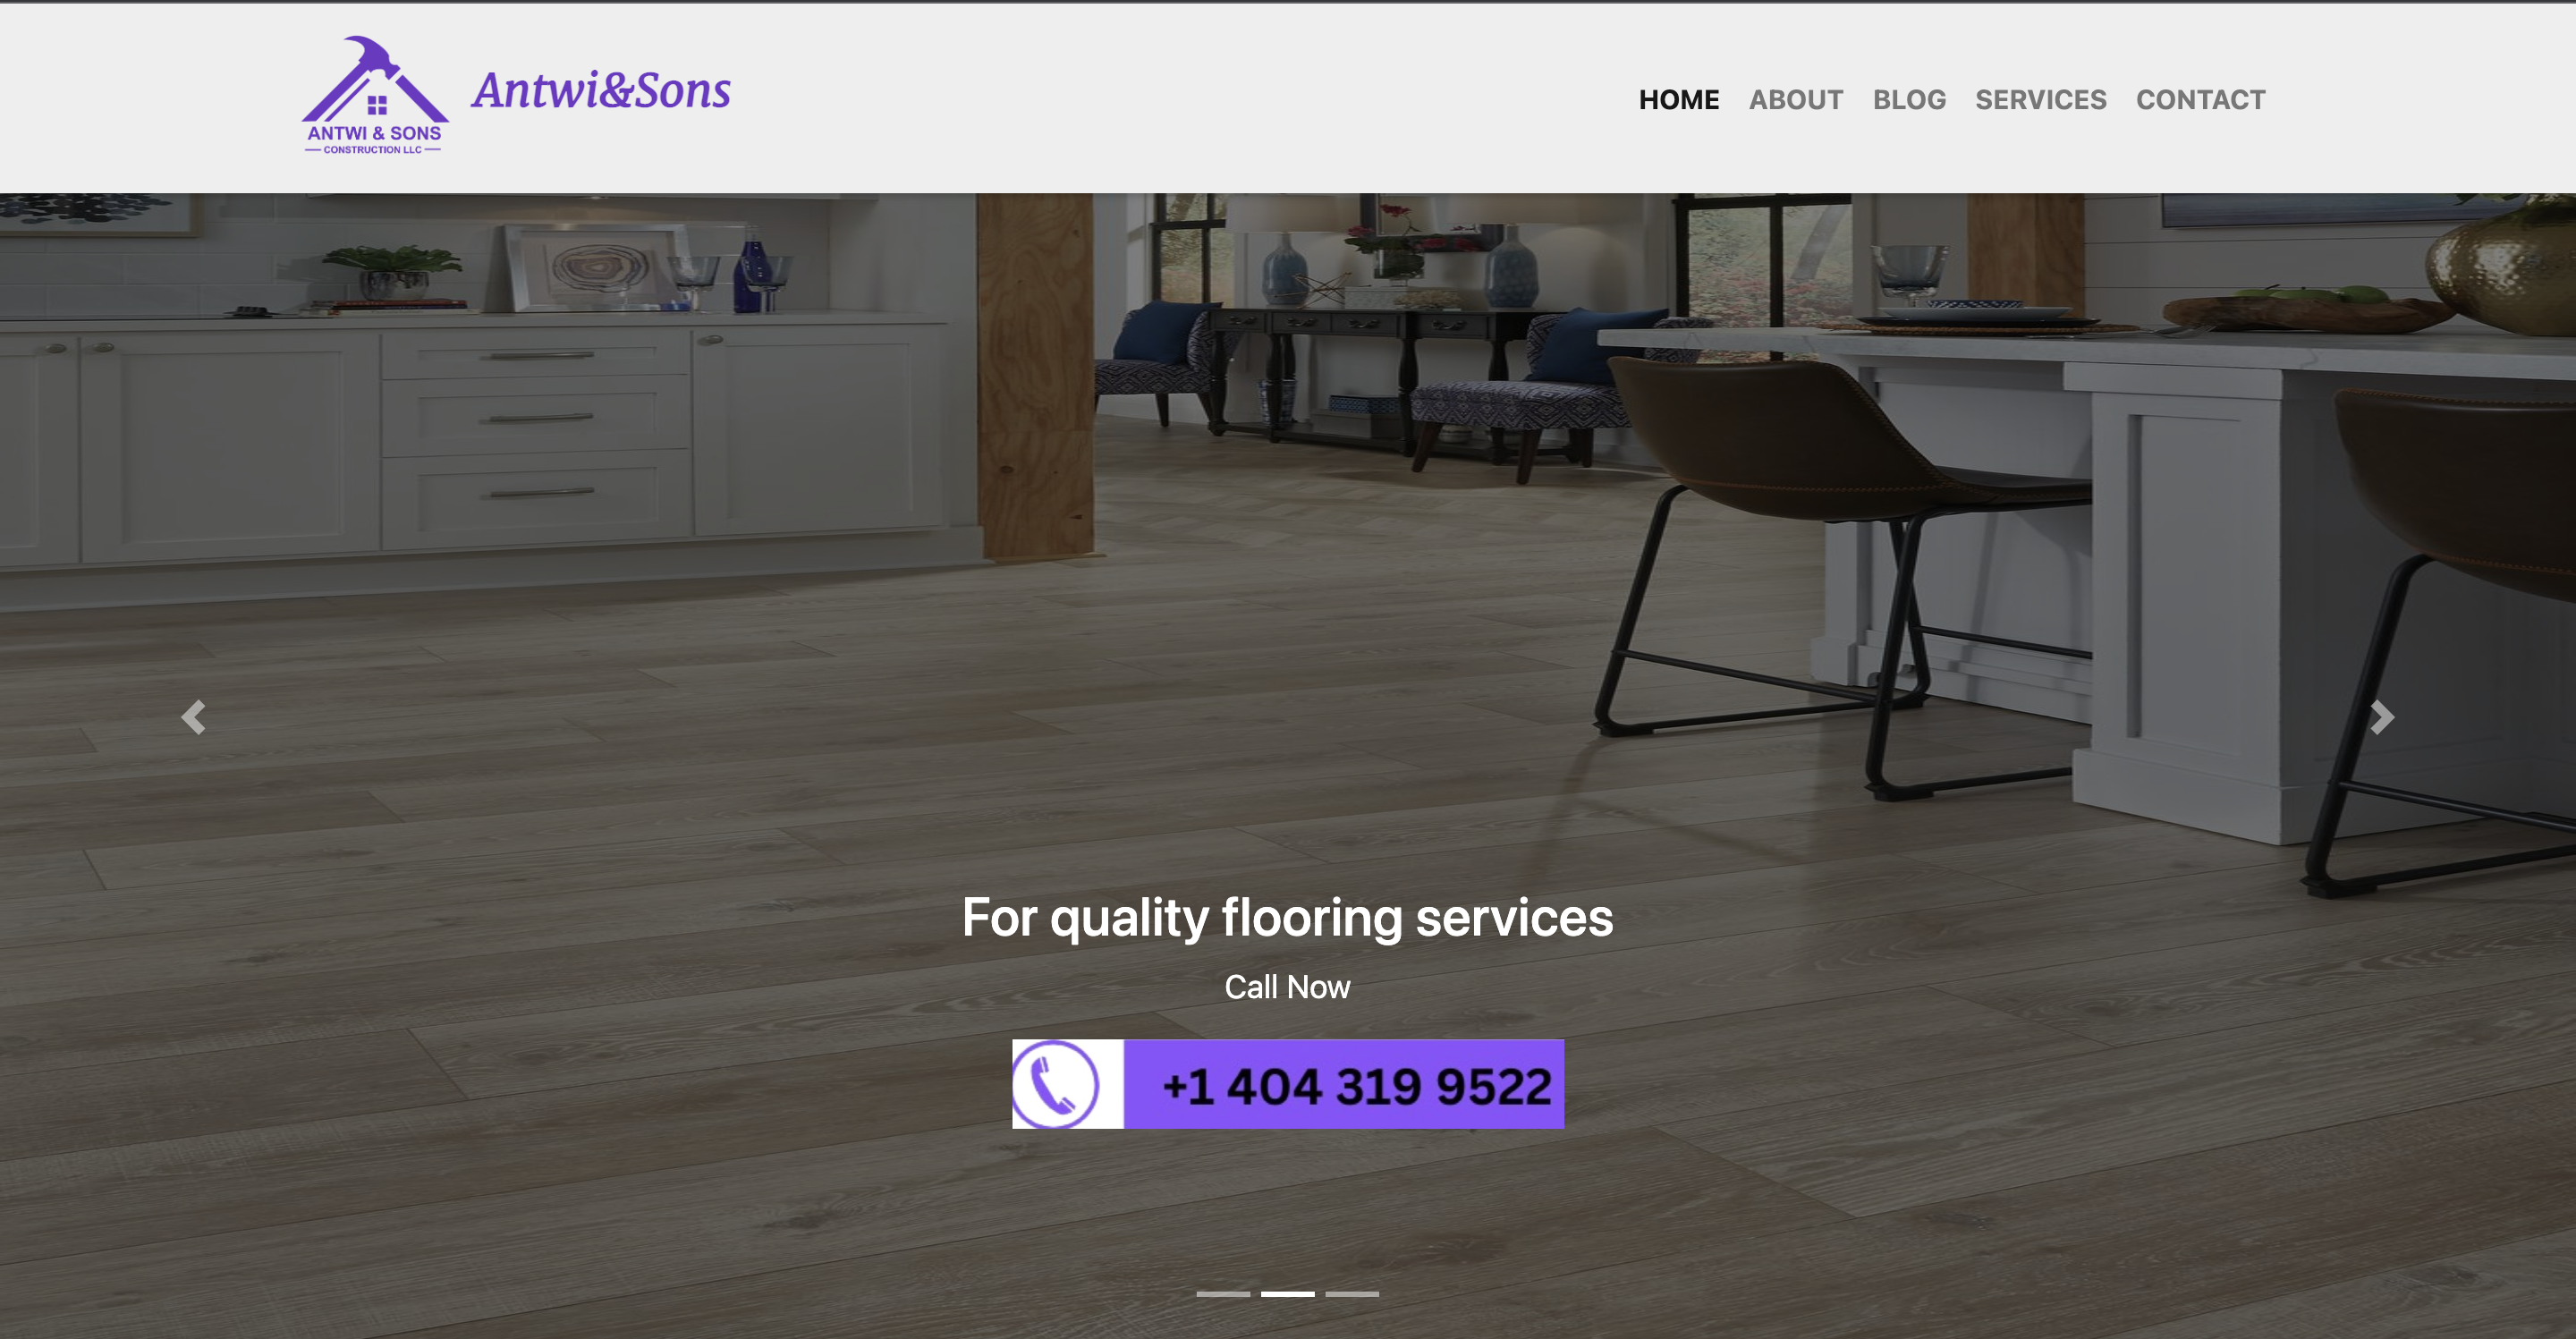 ANTWI & SONS
CONSTRUCTION LLC
Antwi&Sons
HOME ABOUT BLOG SERVICES CONTACT
For quality flooring services
Call Now
+1 404 319 9522